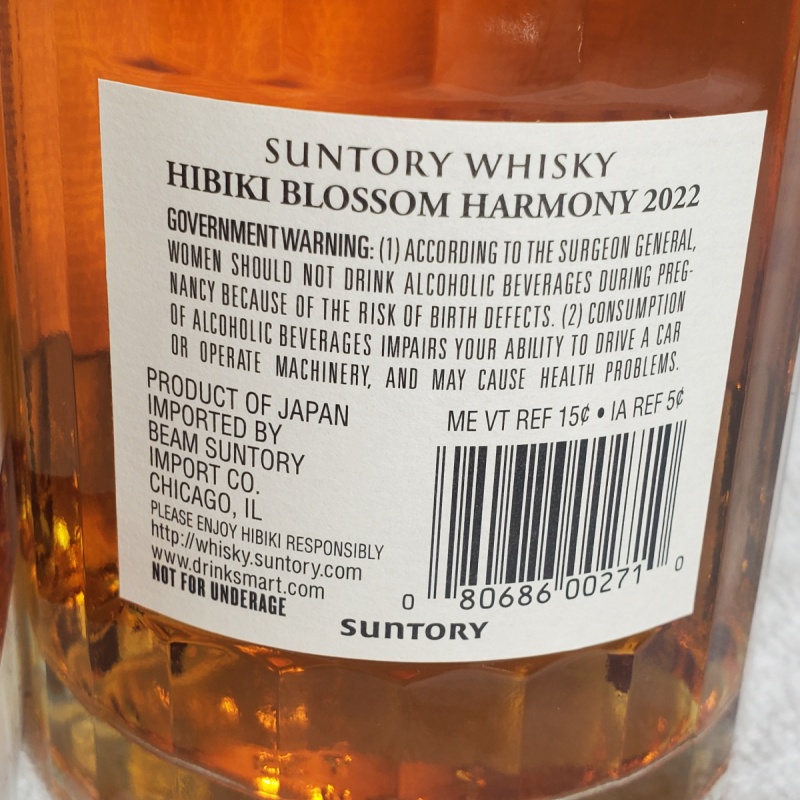 SUNTORY WHISKY
HIBIKI BLOSSOM HARMONY 2022
GOVERNMENT WARNING: (1) ACCORDING TO THE SURGEON GENERAL,
WOMEN SHOULD NOT DRINK ALCOHOLIC BEVERAGES DURING PREG-
NANCY BECAUSE OF THE RISK OF BIRTH DEFECTS. (2) CONSUMPTION
OF ALCOHOLIC BEVERAGES IMPAIRS YOUR ABILITY TO DRIVE A CAR
OR OPERATE MACHINERY, AND MAY CAUSE HEALTH PROBLEMS.
PRODUCT OF JAPAN
IMPORTED BY
BEAM SUNTORY
IMPORT CO.
CHICAGO, IL
PLEASE ENJOY HIBIKI RESPONSIBLY
http://whisky.suntory.com
www.drinksmart.com
NOT FOR UNDERAGE
ME VT REF 15¢ • IA REF 5¢
0 80686 00271 0
SUNTORY